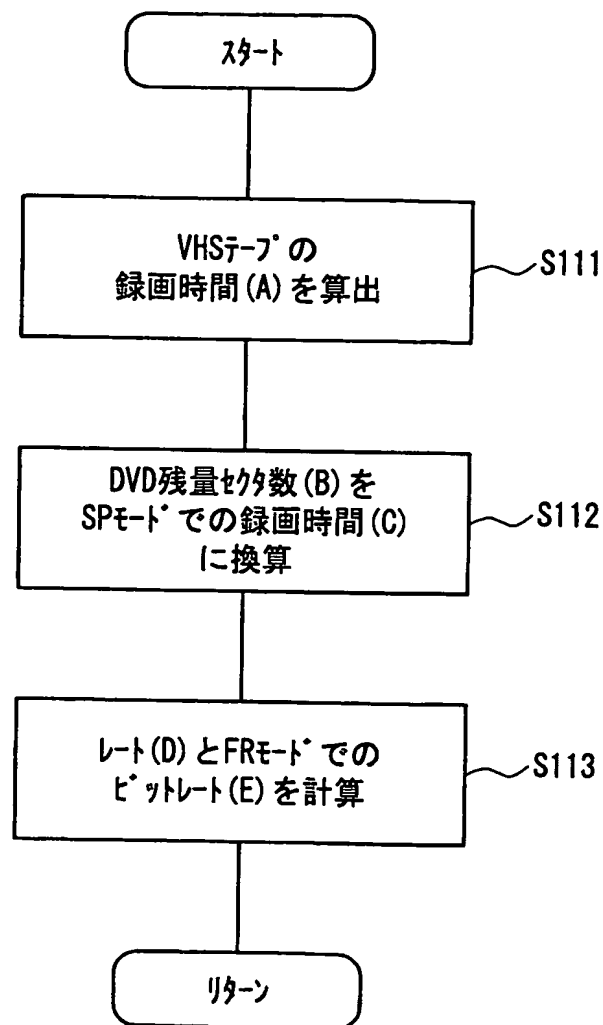 スタート
VHSテープの
録画時間(A)を算出
S111
DVD残量セクタ数(B)を
SPモードでの録画時間(C)
に換算
S112
レート(D)とFRモードでの
ビットレート(E)を計算
S113
リターン